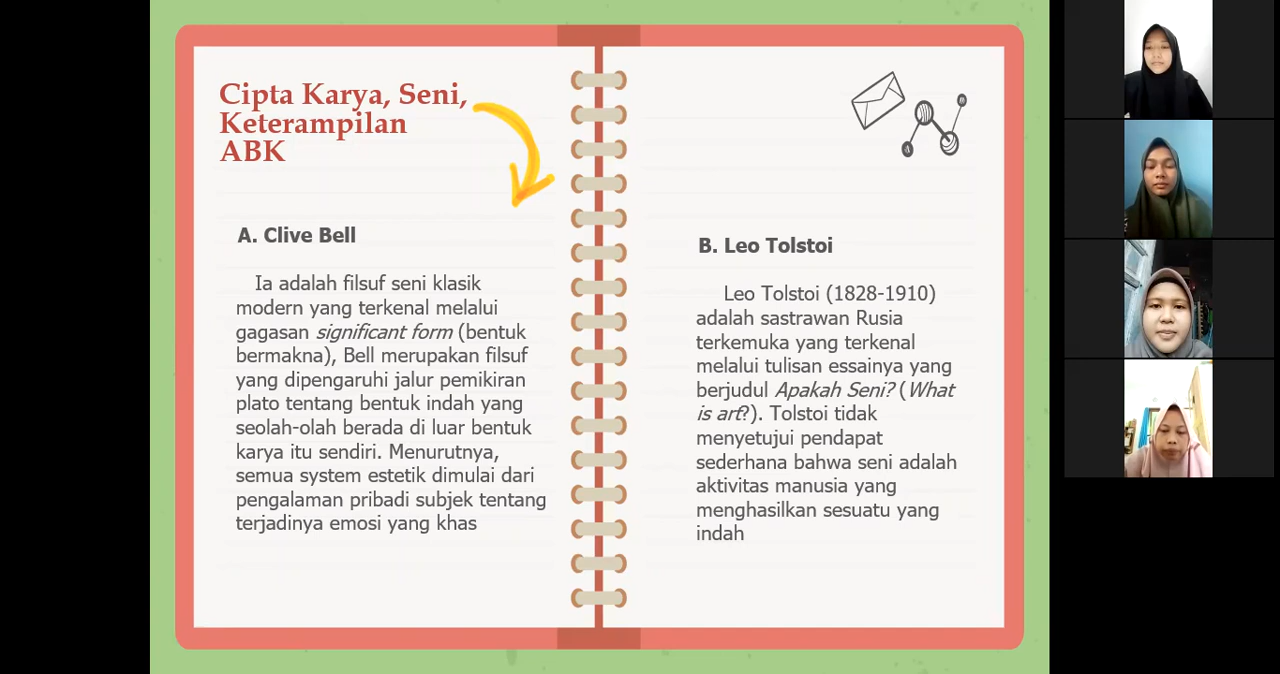 Cipta Karya, Seni,
Keterampilan
ABK
A. Clive Bell
Ia adalah filsuf seni klasik
modern yang terkenal melalui
gagasan significant form (bentuk
bermakna), Bell merupakan filsuf
yang dipengaruhi jalur pemikiran
plato tentang bentuk indah yang
seolah-olah berada di luar bentuk
karya itu sendiri. Menurutnya,
semua system estetik dimulai dari
pengalaman pribadi subjek tentang
terjadinya emosi yang khas
B. Leo Tolstoi
Leo Tolstoi (1828-1910)
adalah sastrawan Rusia
terkemuka yang terkenal
melalui tulisan essainya yang
berjudul Apakah Seni? (What
is art?). Tolstoi tidak
menyetujui pendapat
sederhana bahwa seni adalah
aktivitas manusia yang
menghasilkan sesuatu yang
indah